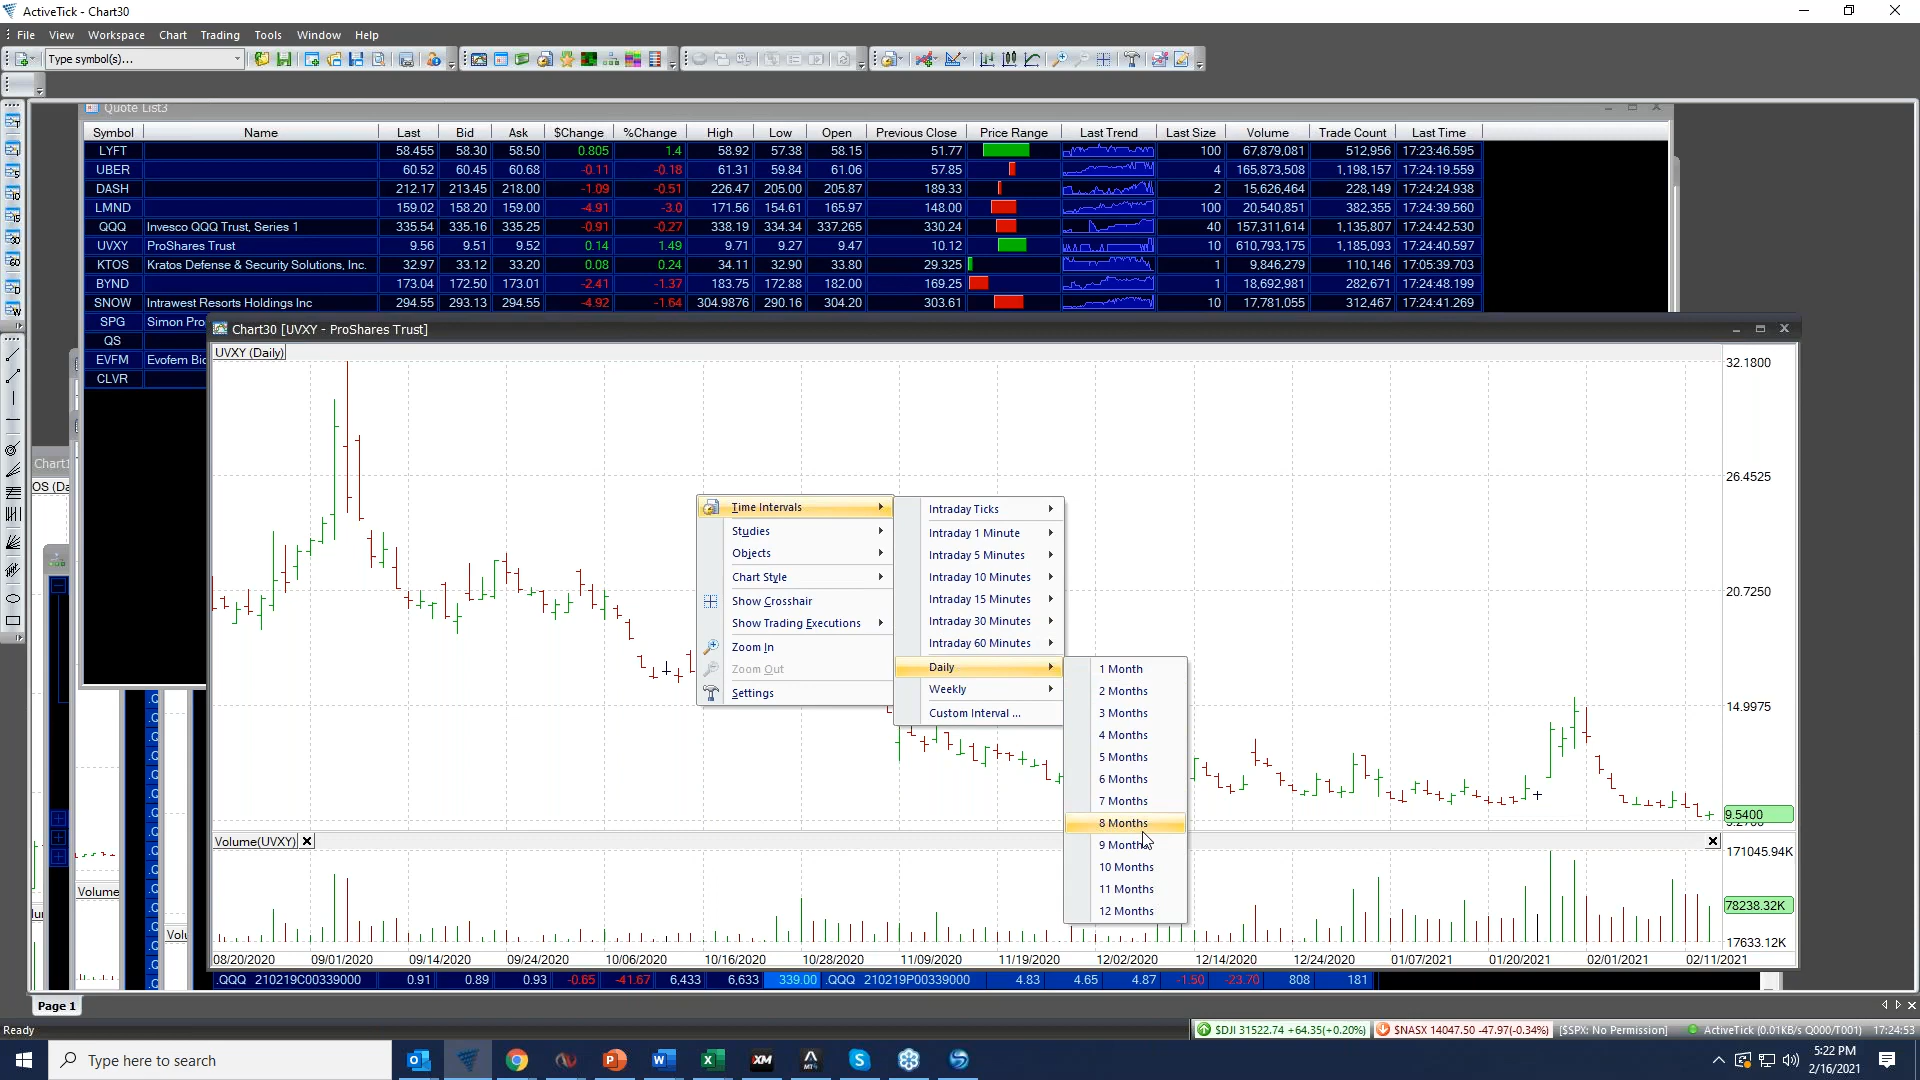 ActiveTick - Chart30
File View Workspace Chart Trading Tools Window Help
Type symbol(s)...
Quote List3
Symbol Name Last Bid Ask $Change %Change High Low Open Previous Close Price Range Last Trend Last Size Volume Trade Count Last Time
LYFT 58.455 58.30 58.50 0.805 1.4 58.92 57.38 58.15 51.77 100 67,879,081 512,956 17:23:46.595
UBER 60.52 60.45 60.68 -0.11 -0.18 61.31 59.84 61.06 57.85 4 165,873,508 1,198,157 17:24:19.559
DASH 212.17 213.45 218.00 -1.09 -0.51 226.47 205.00 205.87 189.33 2 15,626,464 228,149 17:24:24.938
LMND 159.02 158.20 159.00 -4.91 -3.0 171.56 154.61 165.97 148.00 100 20,540,851 382,355 17:24:39.560
QQQ Invesco QQQ Trust, Series 1 335.54 335.16 335.25 -0.91 -0.27 338.19 334.34 337.265 330.24 40 157,311,614 1,135,807 17:24:42.530
UVXY ProShares Trust 9.56 9.51 9.52 0.14 1.49 9.71 9.27 9.47 10.12 10 610,793,175 1,185,093 17:24:40.597
KTOS Kratos Defense & Security Solutions, Inc. 32.97 33.12 33.20 0.08 0.24 34.11 32.90 33.80 29.325 1 9,846,279 110,146 17:05:39.703
BYND 173.04 172.50 173.01 -2.41 -1.37 183.75 172.88 182.00 169.25 1 18,692,981 282,671 17:24:48.199
SNOW Intrawest Resorts Holdings Inc 294.55 293.13 294.55 -4.92 -1.64 304.9876 290.16 304.20 303.61 10 17,781,055 312,467 17:24:41.269
SPG Simon Pro
QS
EVFM Evofem Bio
CLVR
Chart30 [UVXY - ProShares Trust]
UVXY (Daily)
32.1800
26.4525
20.7250
14.9975
9.5400
Chart1
OS (Da
Time Intervals
Studies
Objects
Chart Style
Show Crosshair
Show Trading Executions
Zoom In
Zoom Out
Settings
Intraday Ticks
Intraday 1 Minute
Intraday 5 Minutes
Intraday 10 Minutes
Intraday 15 Minutes
Intraday 30 Minutes
Intraday 60 Minutes
Daily
Weekly
Custom Interval ...
1 Month
2 Months
3 Months
4 Months
5 Months
6 Months
7 Months
8 Months
9 Months
10 Months
11 Months
12 Months
Volume(UVXY)
171045.94K
78238.32K
17633.12K
Volume
08/20/2020 09/01/2020 09/14/2020 09/24/2020 10/06/2020 10/16/2020 10/28/2020 11/09/2020 11/19/2020 12/02/2020 12/14/2020 12/24/2020 01/07/2021 01/20/2021 02/01/2021 02/11/2021
.QQQ 210219C00339000 0.91 0.89 0.93 -0.65 -41.67 6,433 6,633 339.00 .QQQ 210219P00339000 4.83 4.65 4.87 -1.50 -23.70 808 181
Page 1
Ready
$DJI 31522.74 +64.35(+0.20%) $NASX 14047.50 -47.97(-0.34%) [$SPX: No Permission] ActiveTick (0.01KB/s Q000/T001) 17:24:53
Type here to search
5:22 PM
2/16/2021